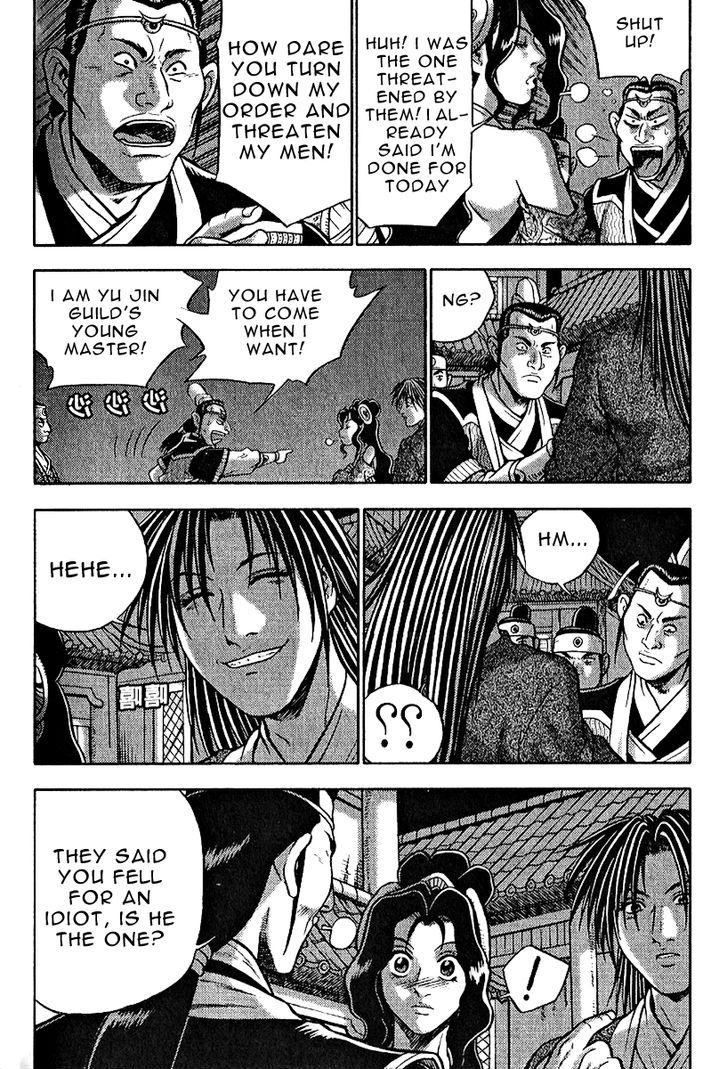 SHUT
UP!
HUH! I WAS
THE ONE
THREAT-
ENED BY
THEM! I AL-
READY
SAID I'M
DONE FOR
TODAY
HOW DARE
YOU TURN
DOWN MY
ORDER AND
THREATEN
MY MEN!
NG?
YOU HAVE
TO COME
WHEN I
WANT!
I AM YU JIN
GUILD'S
YOUNG
MASTER!
HM...
??
HEHE...
囍
!
THEY SAID
YOU FELL
FOR AN
IDIOT, IS HE
THE ONE?